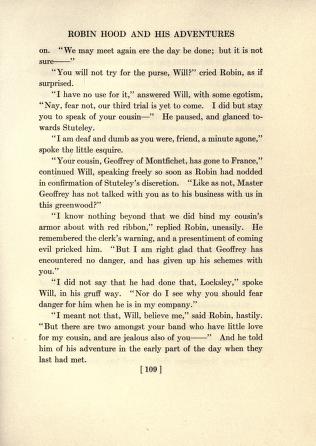 ROBIN HOOD AND HIS ADVENTURES
on. "We may meet again ere the day be done; but it is not
sure——"
"You will not try for the purse, Will?" cried Robin, as if
surprised.
"I have no use for it," answered Will, with some egotism,
"Nay, fear not, our third trial is yet to come. I did but stay
you to speak of your cousin—" He paused, and glanced to-
wards Stuteley.
"I am deaf and dumb as you were, friend, a minute agone,"
spoke the little esquire.
"Your cousin, Geoffrey of Montfichet, has gone to France,"
continued Will, speaking freely so soon as Robin had nodded
in confirmation of Stuteley's discretion. "Like as not, Master
Geoffrey has not talked with you as to his business with us in
this greenwood?"
"I know nothing beyond that we did bind my cousin's
armor about with red ribbon," replied Robin, uneasily. He
remembered the clerk's warning, and a presentiment of coming
evil pricked him. "But I am right glad that Geoffrey has
encountered no danger, and has given up his schemes with
you."
"I did not say that he had done that, Locksley," spoke
Will, in his gruff way. "Nor do I see why you should fear
danger for him when he is in my company."
"I meant not that, Will, believe me," said Robin, hastily.
"But there are two amongst your band who have little love
for my cousin, and are jealous also of you——" And he told
him of his adventure in the early part of the day when they
last had met.
[ 109 ]